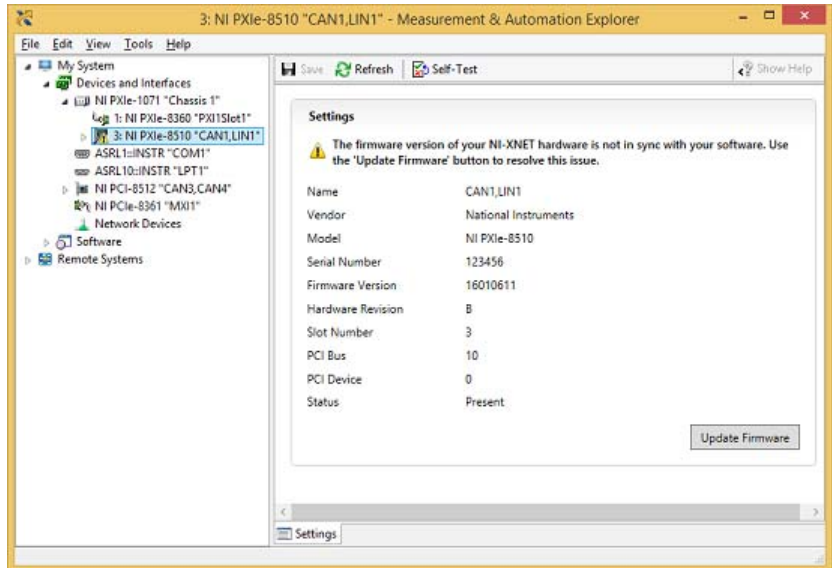 3: NI PXIe-8510 "CAN1,LIN1" - Measurement & Automation Explorer
File Edit View Tools Help
My System
Devices and Interfaces
NI PXIe-1071 "Chassis 1"
1: NI PXIe-8360 "PXI1Slot1"
3: NI PXIe-8510 "CAN1,LIN1"
ASRL1::INSTR "COM1"
ASRL10::INSTR "LPT1"
NI PCI-8512 "CAN3,CAN4"
NI PCIe-8361 "MXI1"
Network Devices
Software
Remote Systems
Save Refresh Self-Test Show Help
Settings
The firmware version of your NI-XNET hardware is not in sync with your software. Use
the 'Update Firmware' button to resolve this issue.
Name CAN1,LIN1
Vendor National Instruments
Model NI PXIe-8510
Serial Number 123456
Firmware Version 16010611
Hardware Revision B
Slot Number 3
PCI Bus 10
PCI Device 0
Status Present
Update Firmware
Settings